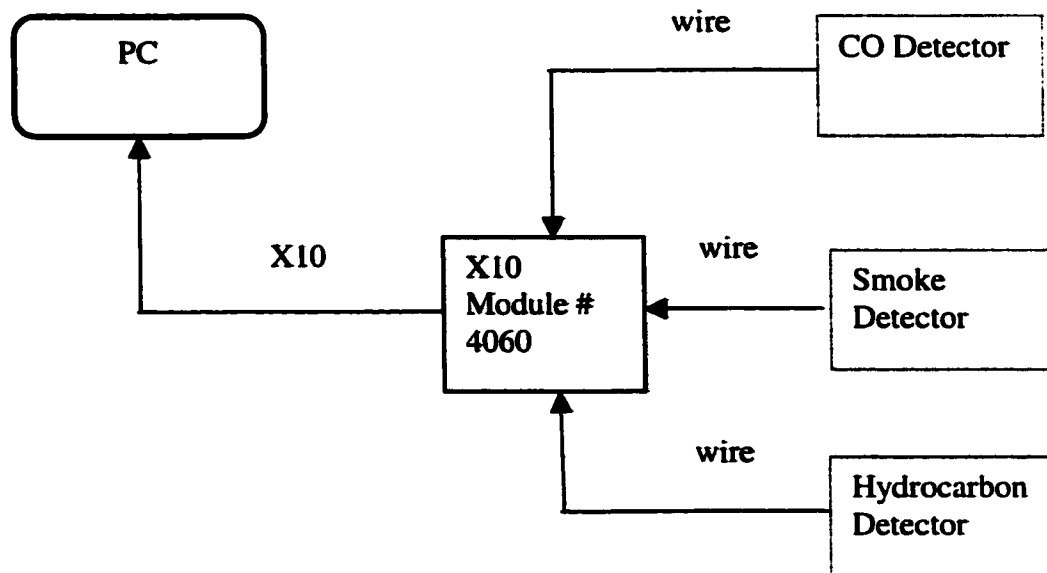 PC
wire
CO Detector
X10
X10
Module #
4060
wire
Smoke
Detector
wire
Hydrocarbon
Detector